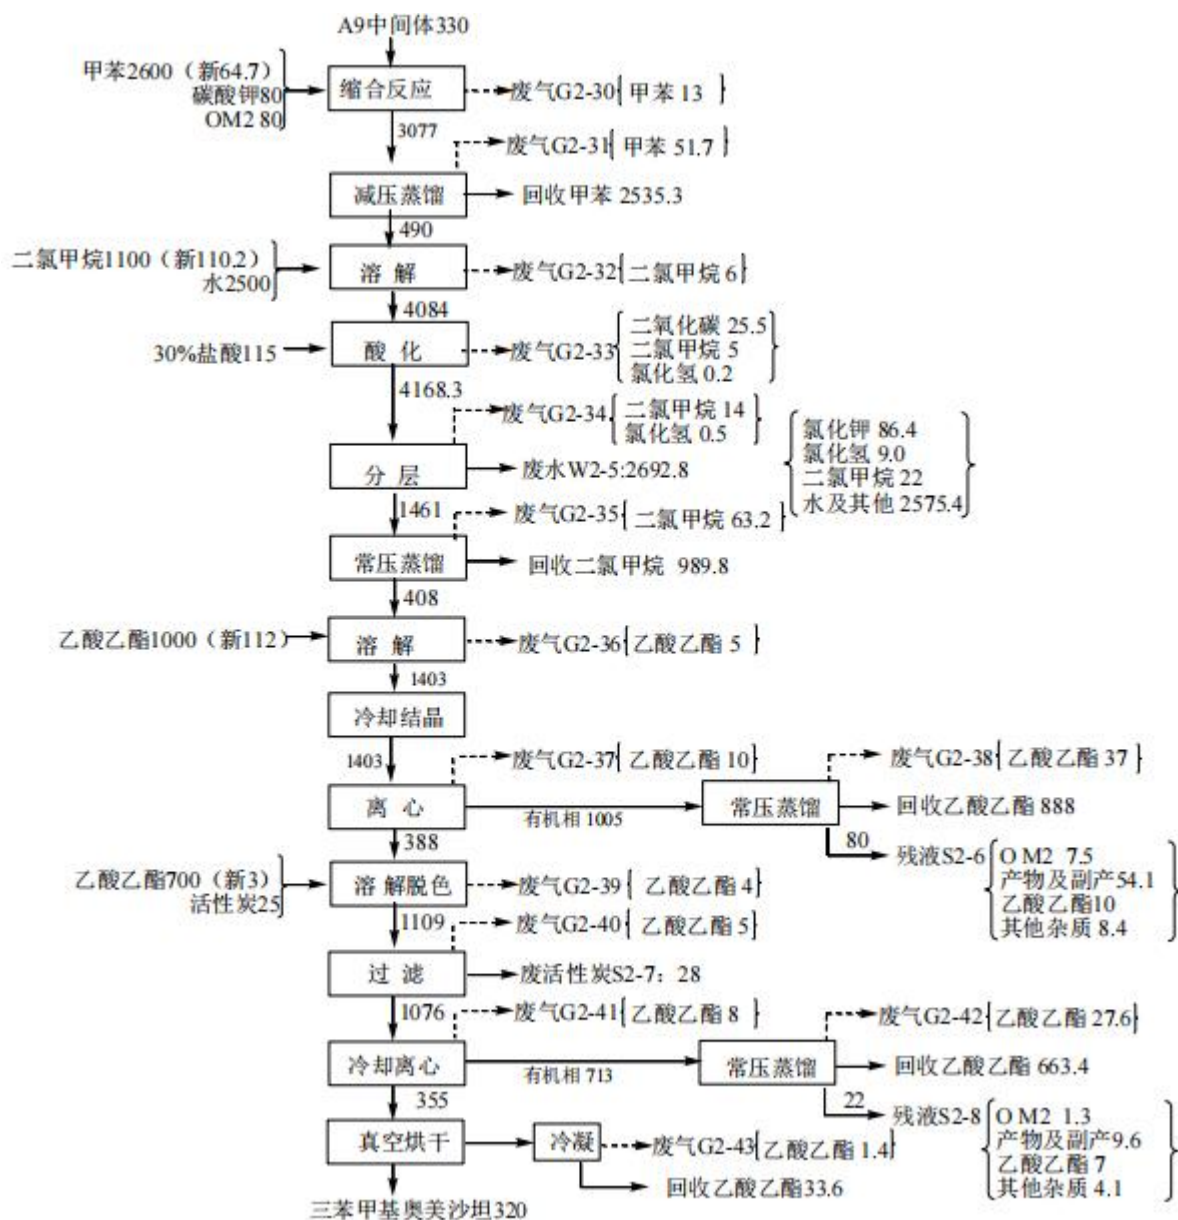 A9中间体330
甲苯2600（新64.7）
碳酸钾80
OM2 80
缩合反应
废气G2-30 甲苯 13
3077
废气G2-31 甲苯 51.7
减压蒸馏
回收甲苯 2535.3
490
二氯甲烷1100（新110.2）
水2500
溶 解
废气G2-32 二氯甲烷 6
4084
30%盐酸115
酸 化
废气G2-33
二氧化碳 25.5
二氯甲烷 5
氯化氢 0.2
4168.3
废气G2-34
二氯甲烷 14
氯化氢 0.5
分 层
废水W2-5:2692.8
氯化钾 86.4
氯化氢 9.0
二氯甲烷 22
水及其他 2575.4
1461
废气G2-35 二氯甲烷 63.2
常压蒸馏
回收二氯甲烷 989.8
408
乙酸乙酯1000（新112）
溶 解
废气G2-36 乙酸乙酯 5
1403
冷却结晶
1403
废气G2-37 乙酸乙酯 10
离 心
有机相 1005
常压蒸馏
废气G2-38 乙酸乙酯 37
回收乙酸乙酯 888
80
残液S2-6
O M2 7.5
产物及副产54.1
乙酸乙酯10
其他杂质 8.4
388
乙酸乙酯700（新3）
活性炭25
溶解脱色
废气G2-39 乙酸乙酯 4
1109
废气G2-40 乙酸乙酯 5
过 滤
废活性炭S2-7：28
1076
废气G2-41 乙酸乙酯 8
冷却离心
有机相 713
常压蒸馏
废气G2-42 乙酸乙酯 27.6
回收乙酸乙酯 663.4
22
残液S2-8
O M2 1.3
产物及副产9.6
乙酸乙酯 7
其他杂质 4.1
355
真空烘干
冷凝
废气G2-43 乙酸乙酯 1.4
回收乙酸乙酯33.6
三苯甲基奥美沙坦320